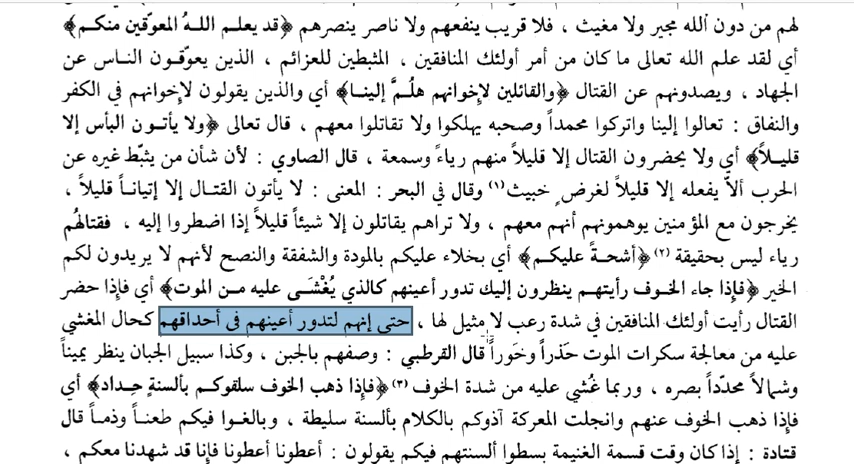 لهم من دون الله مجير ولا مغيث ، فلا قريب ينفعهم ولا ناصر ينصرهم ﴿قد يعلم اللهُ المعوّقين منكم﴾
أي لقد علم الله تعالى ما كان من أمر أولئك المنافقين ، المثبطين للعزائم ، الذين يعوّقون الناس عن
الجهاد ، ويصدونهم عن القتال ﴿والقائلين لإخوانهم هلُمَّ إلينا﴾ أي والذين يقولون لإخوانهم في الكفر
والنفاق : تعالوا إلينا واتركوا محمداً وصحبه يهلكوا ولا تقاتلوا معهم ، قال تعالى ﴿ولا يأتون البأس إلا
قليلاً﴾ أي ولا يحضرون القتال إلا قليلاً منهم رياءً وسمعة ، قال الصاوي : لأن شأن من يثبّط غيره عن
الحرب ألاّ يفعله إلا قليلاً لغرضٍ خبيث (١) وقال في البحر : المعنى : لا يأتون القتال إلا إتياناً قليلاً ،
يخرجون مع المؤمنين يوهمونهم أنهم معهم ، ولا تراهم يقاتلون إلا شيئاً قليلاً إذا اضطروا إليه ، فقتالهُم
رياء ليس بحقيقة (٢) ﴿أشحةً عليكم﴾ أي بخلاء عليكم بالمودة والشفقة والنصح لأنهم لا يريدون لكم
الخير ﴿فإذا جاء الخوف رأيتهم ينظرون إليك تدور أعينهم كالذي يُغْشَى عليه من الموت﴾ أي فإذا حضر
القتال رأيت أولئك المنافقين في شدة رعب لا مثيل لها ، حتى إنهم لتدور أعينهم في أحداقهم كحال المغشي
عليه من معالجة سكرات الموت حَذَراً وخَوَراً قال القرطبي : وصفهم بالجبن ، وكذا سبيل الجبان ينظر يميناً
وشمالاً محدّداً بصره ، وربما غُشي عليه من شدة الخوف (٣) ﴿فإذا ذهب الخوف سلقوكم بألسنةٍ حِداد﴾ أي
فإذا ذهب الخوف عنهم وانجلت المعركة آذوكم بالكلام بألسنة سليطة ، وبالغوا فيكم طعناً وذماً قال
قتادة : إذا كان وقت قسمة الغنيمة بسطوا ألسنتهم فيكم يقولون : أعطونا أعطونا فإنا قد شهدنا معكم ،